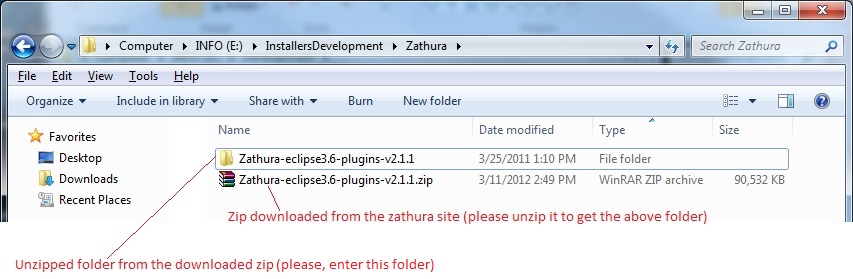 Computer INFO (E:) InstallersDevelopment Zathura Search Zathura
File Edit View Tools Help
Organize Include in library Share with Burn New folder
Name Date modified Type Size
Favorites
Desktop
Downloads
Recent Places
Zathura-eclipse3.6-plugins-v2.1.1 3/25/2011 1:10 PM File folder
Zathura-eclipse3.6-plugins-v2.1.1.zip 3/11/2012 2:49 PM WinRAR ZIP archive 90,532 KB
Zip downloaded from the zathura site (please unzip it to get the above folder)
Unzipped folder from the downloaded zip (please, enter this folder)